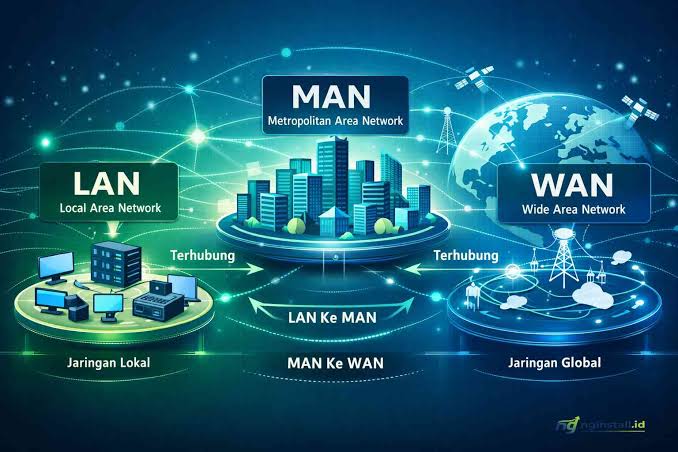 MAN
Metropolitan Area Network
LAN
Local Area Network
WAN
Wide Area Network
Terhubung
Terhubung
LAN Ke MAN
Jaringan Lokal
MAN Ke WAN
Jaringan Global
nginstall.id